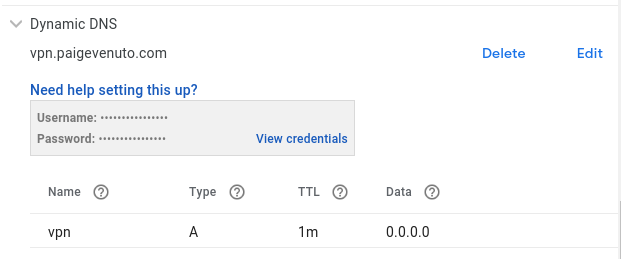 Dynamic DNS
vpn.paigevenuto.com Delete Edit
Need help setting this up?
Username: ••••••••••••••••
Password: •••••••••••••••• View credentials
Name ? Type ? TTL ? Data ?
vpn A 1m 0.0.0.0